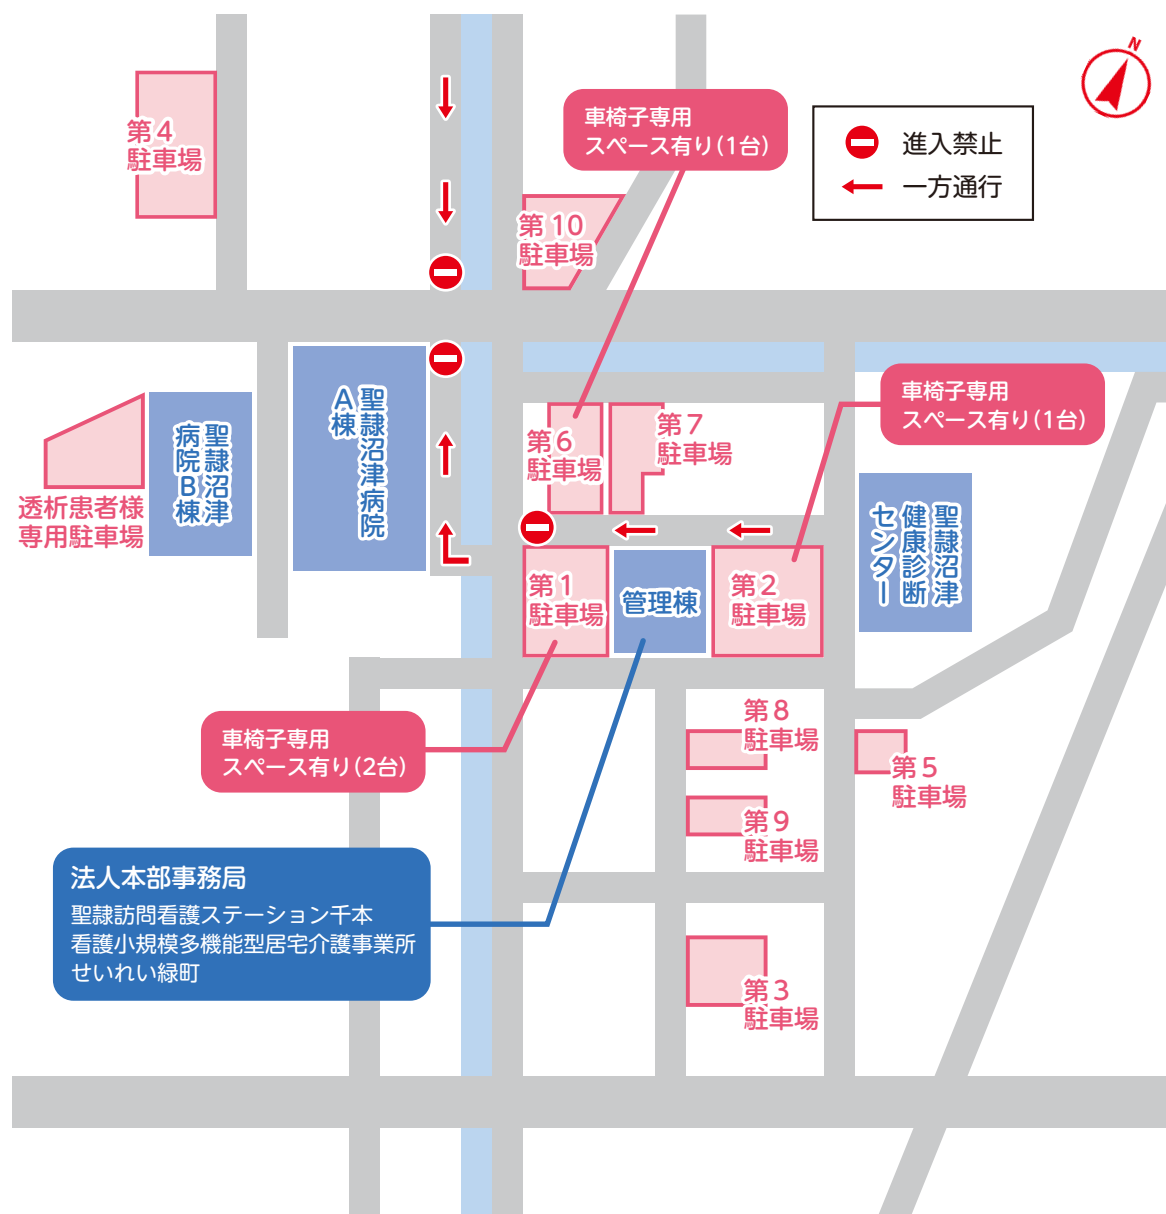 N
進入禁止
一方通行
第4
駐車場
車椅子専用
スペース有り(1台)
第10
駐車場
聖隷沼津病院
A棟
聖隷沼津
病院B棟
透析患者様
専用駐車場
第6
駐車場
第7
駐車場
車椅子専用
スペース有り(1台)
聖隷沼津
健康診断
センター
第1
駐車場
管理棟
第2
駐車場
車椅子専用
スペース有り(2台)
第8
駐車場
第5
駐車場
第9
駐車場
法人本部事務局
聖隷訪問看護ステーション千本
看護小規模多機能型居宅介護事業所
せいれい緑町
第3
駐車場